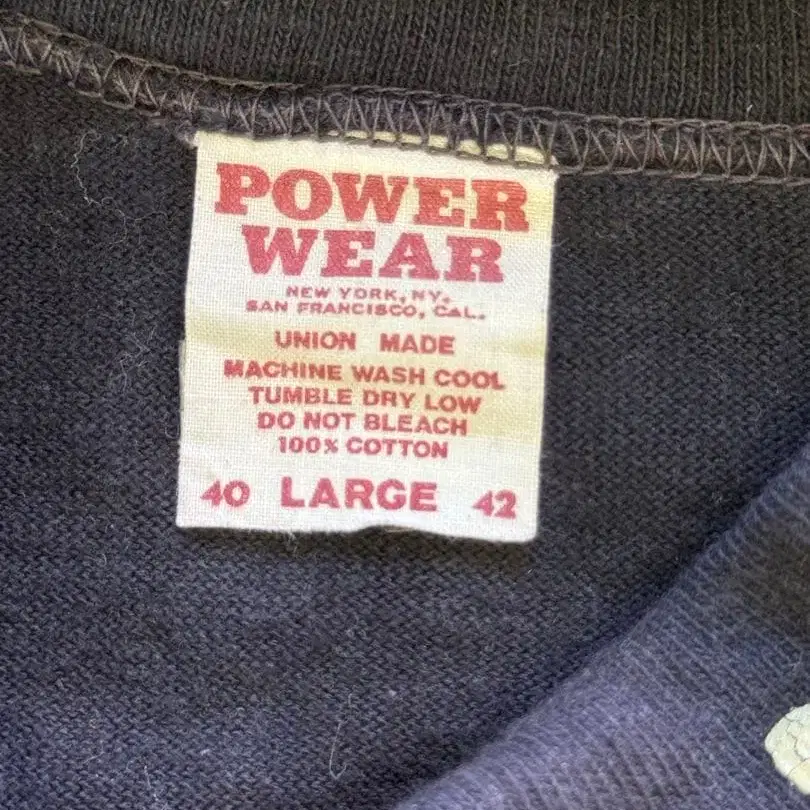 POWER
WEAR
NEW YORK, NY.
SAN FRANCISCO, CAL.
UNION MADE
MACHINE WASH COOL
TUMBLE DRY LOW
DO NOT BLEACH
100% COTTON
40 LARGE 42